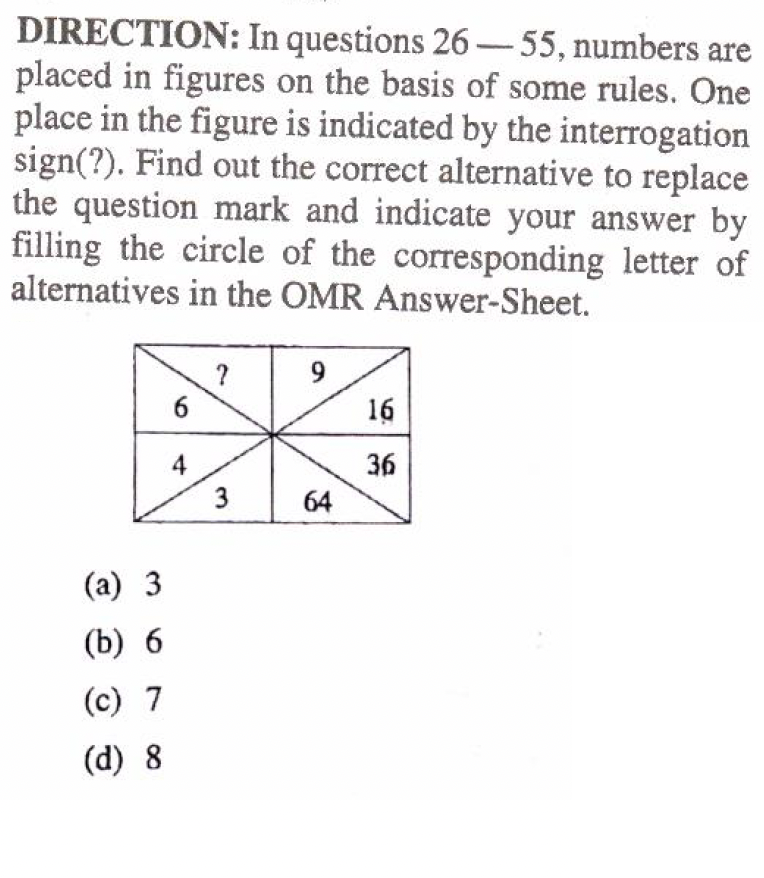 DIRECTION: In questions 26 — 55, numbers are
placed in figures on the basis of some rules. One
place in the figure is indicated by the interrogation
sign(?). Find out the correct alternative to replace
the question mark and indicate your answer by
filling the circle of the corresponding letter of
alternatives in the OMR Answer-Sheet.
? 9
6 16
4 36
3 64
(a) 3
(b) 6
(c) 7
(d) 8